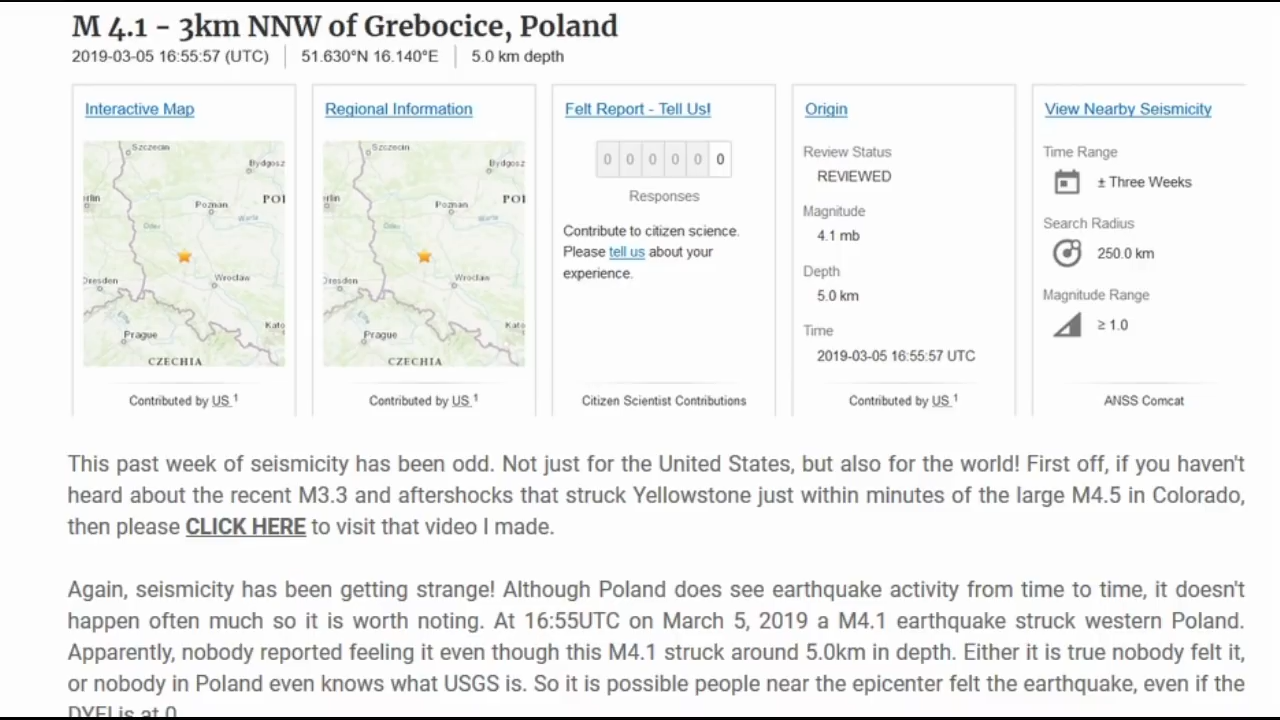 M 4.1 - 3km NNW of Grebocice, Poland
2019-03-05 16:55:57 (UTC) 51.630°N 16.140°E 5.0 km depth
Interactive Map
Szczecin
Bydgosz
rlin
Poznan
POI
Warta
Odau
Dresden
Wroclaw
Prague
Kato
CZECHIA
Contributed by US 1
Regional Information
Szczecin
Bydgosz
rlin
Poznan
POI
Warta
Odau
Dresden
Wroclaw
Prague
Kato
CZECHIA
Contributed by US 1
Felt Report - Tell Us!
0 0 0 0 0 0
Responses
Contribute to citizen science.
Please tell us about your
experience.
Citizen Scientist Contributions
Origin
Review Status
REVIEWED
Magnitude
4.1 mb
Depth
5.0 km
Time
2019-03-05 16:55:57 UTC
Contributed by US 1
View Nearby Seismicity
Time Range
± Three Weeks
Search Radius
250.0 km
Magnitude Range
≥ 1.0
ANSS Comcat
This past week of seismicity has been odd. Not just for the United States, but also for the world! First off, if you haven't
heard about the recent M3.3 and aftershocks that struck Yellowstone just within minutes of the large M4.5 in Colorado,
then please CLICK HERE to visit that video I made.
Again, seismicity has been getting strange! Although Poland does see earthquake activity from time to time, it doesn't
happen often much so it is worth noting. At 16:55UTC on March 5, 2019 a M4.1 earthquake struck western Poland.
Apparently, nobody reported feeling it even though this M4.1 struck around 5.0km in depth. Either it is true nobody felt it,
or nobody in Poland even knows what USGS is. So it is possible people near the epicenter felt the earthquake, even if the
DYFI is at 0